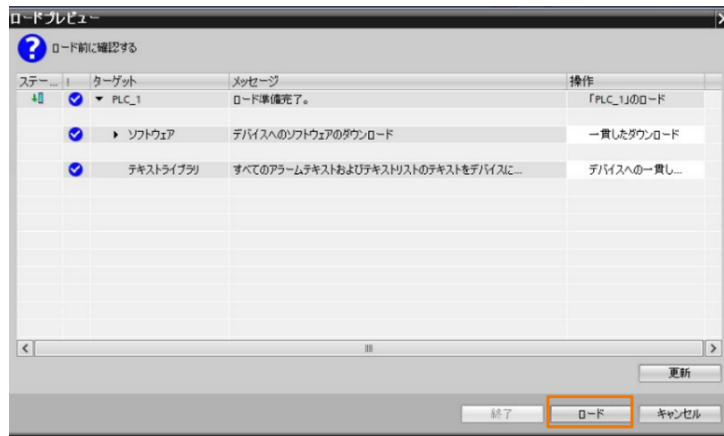 ロードプレビュー
ロード前に確認する
ステー... ! ターゲット メッセージ 操作
PLC_1 ロード準備完了。 「PLC_1」のロード
ソフトウェア デバイスへのソフトウェアのダウンロード 一貫したダウンロード
テキストライブラリ すべてのアラームテキストおよびテキストリストのテキストをデバイスに... デバイスへの一貫し...
更新
終了 ロード キャンセル